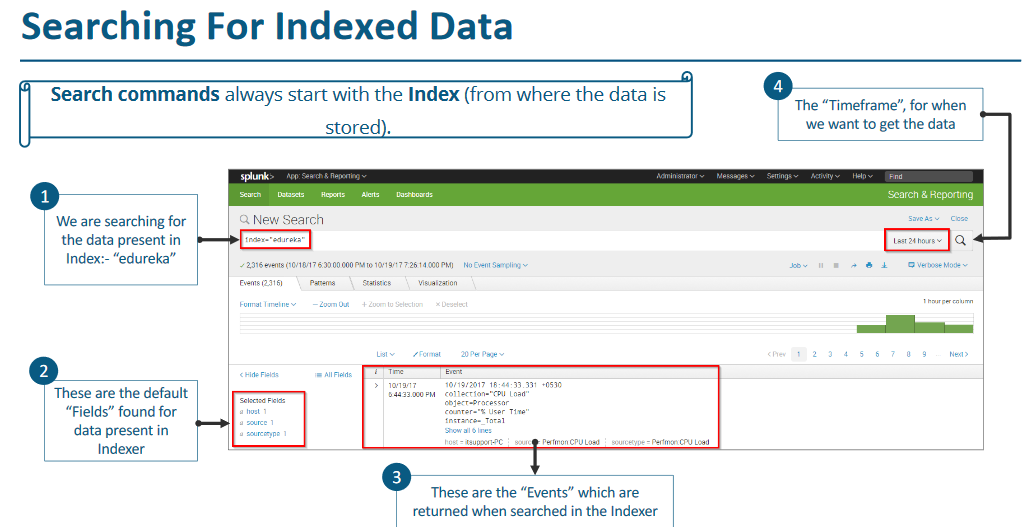 Searching For Indexed Data
Search commands always start with the Index (from where the data is
stored).
4
The “Timeframe”, for when
we want to get the data
1
We are searching for
the data present in
Index:- “edureka”
splunk> App: Search & Reporting
Administrator Messages Settings Activity Help Find
Search Datasets Reports Alerts Dashboards Search & Reporting
New Search
Save As Close
index="edureka"
Last 24 hours
2,316 events (10/18/17 6:30:00.000 PM to 10/19/17 7:26:14.000 PM) No Event Sampling
Job Verbose Mode
Events (2,316) Patterns Statistics Visualization
Format Timeline — Zoom Out + Zoom to Selection × Deselect
1 hour per column
List Format 20 Per Page
< Prev 1 2 3 4 5 6 7 8 9 ... Next >
< Hide Fields All Fields
i Time Event
Selected Fields
a host 1
a source 1
a sourcetype 1
> 10/19/17
6:44:33.000 PM
10/19/2017 18:44:33.331 +0530
collection="CPU Load"
object=Processor
counter="% User Time"
instance=_Total
Show all 6 lines
host = itsupport-PC source = Perfmon:CPU Load sourcetype = Perfmon:CPU Load
2
These are the default
“Fields” found for
data present in
Indexer
3
These are the “Events” which are
returned when searched in the Indexer